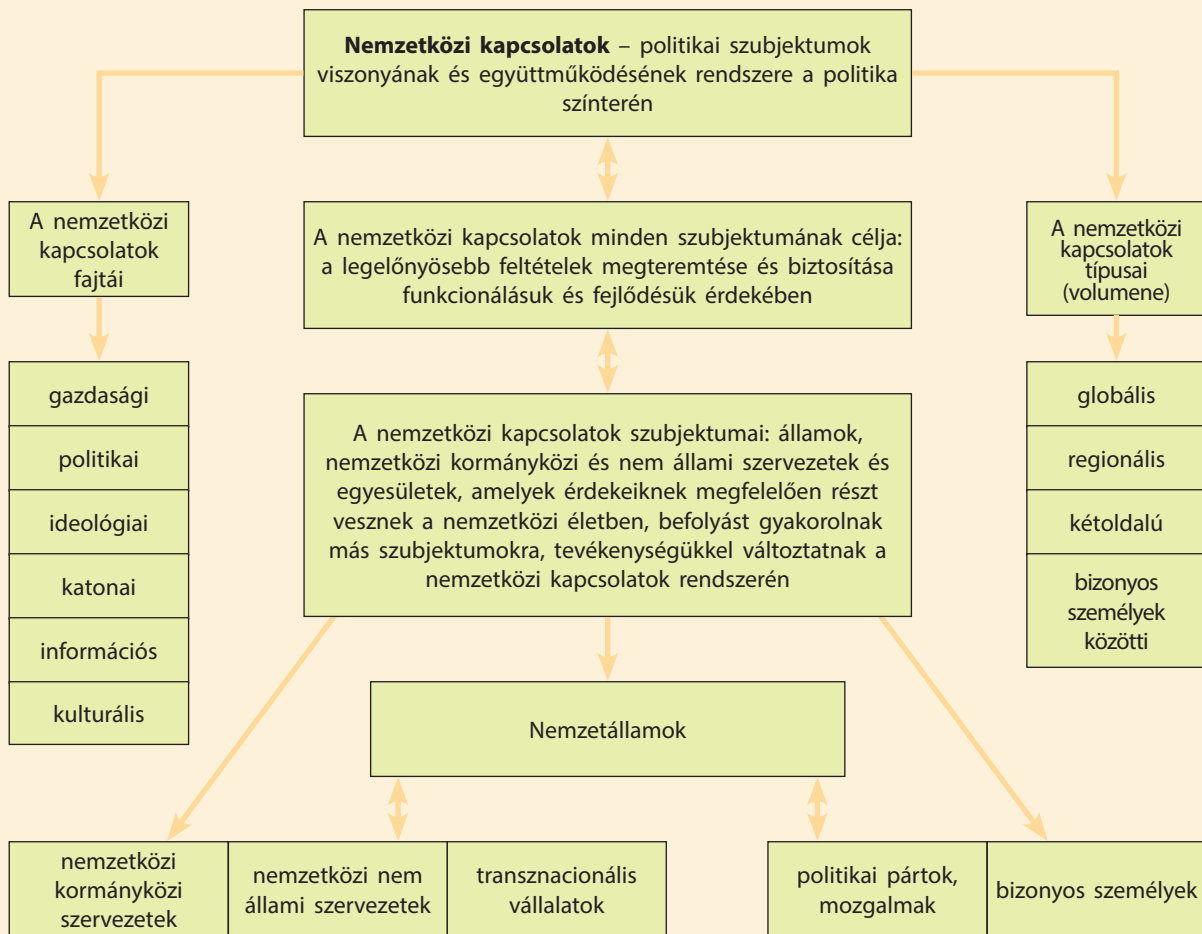 Nemzetközi kapcsolatok – politikai szubjektumok
viszonyának és együttműködésének rendszere a politika
színterén
A nemzetközi
kapcsolatok
fajtái
A nemzetközi kapcsolatok minden szubjektumának célja:
a legelőnyösebb feltételek megteremtése és biztosítása
funkcionálásuk és fejlődésük érdekében
A nemzetközi
kapcsolatok
típusai
(volumene)
gazdasági
politikai
ideológiai
katonai
információs
kulturális
A nemzetközi kapcsolatok szubjektumai: államok,
nemzetközi kormányközi és nem állami szervezetek és
egyesületek, amelyek érdekeiknek megfelelően részt
vesznek a nemzetközi életben, befolyást gyakorolnak
más szubjektumokra, tevékenységükkel változtatnak a
nemzetközi kapcsolatok rendszerén
globális
regionális
kétoldalú
bizonyos
személyek
közötti
Nemzetállamok
nemzetközi
kormányközi
szervezetek
nemzetközi nem
állami szervezetek
transznacionális
vállalatok
politikai pártok,
mozgalmak
bizonyos személyek